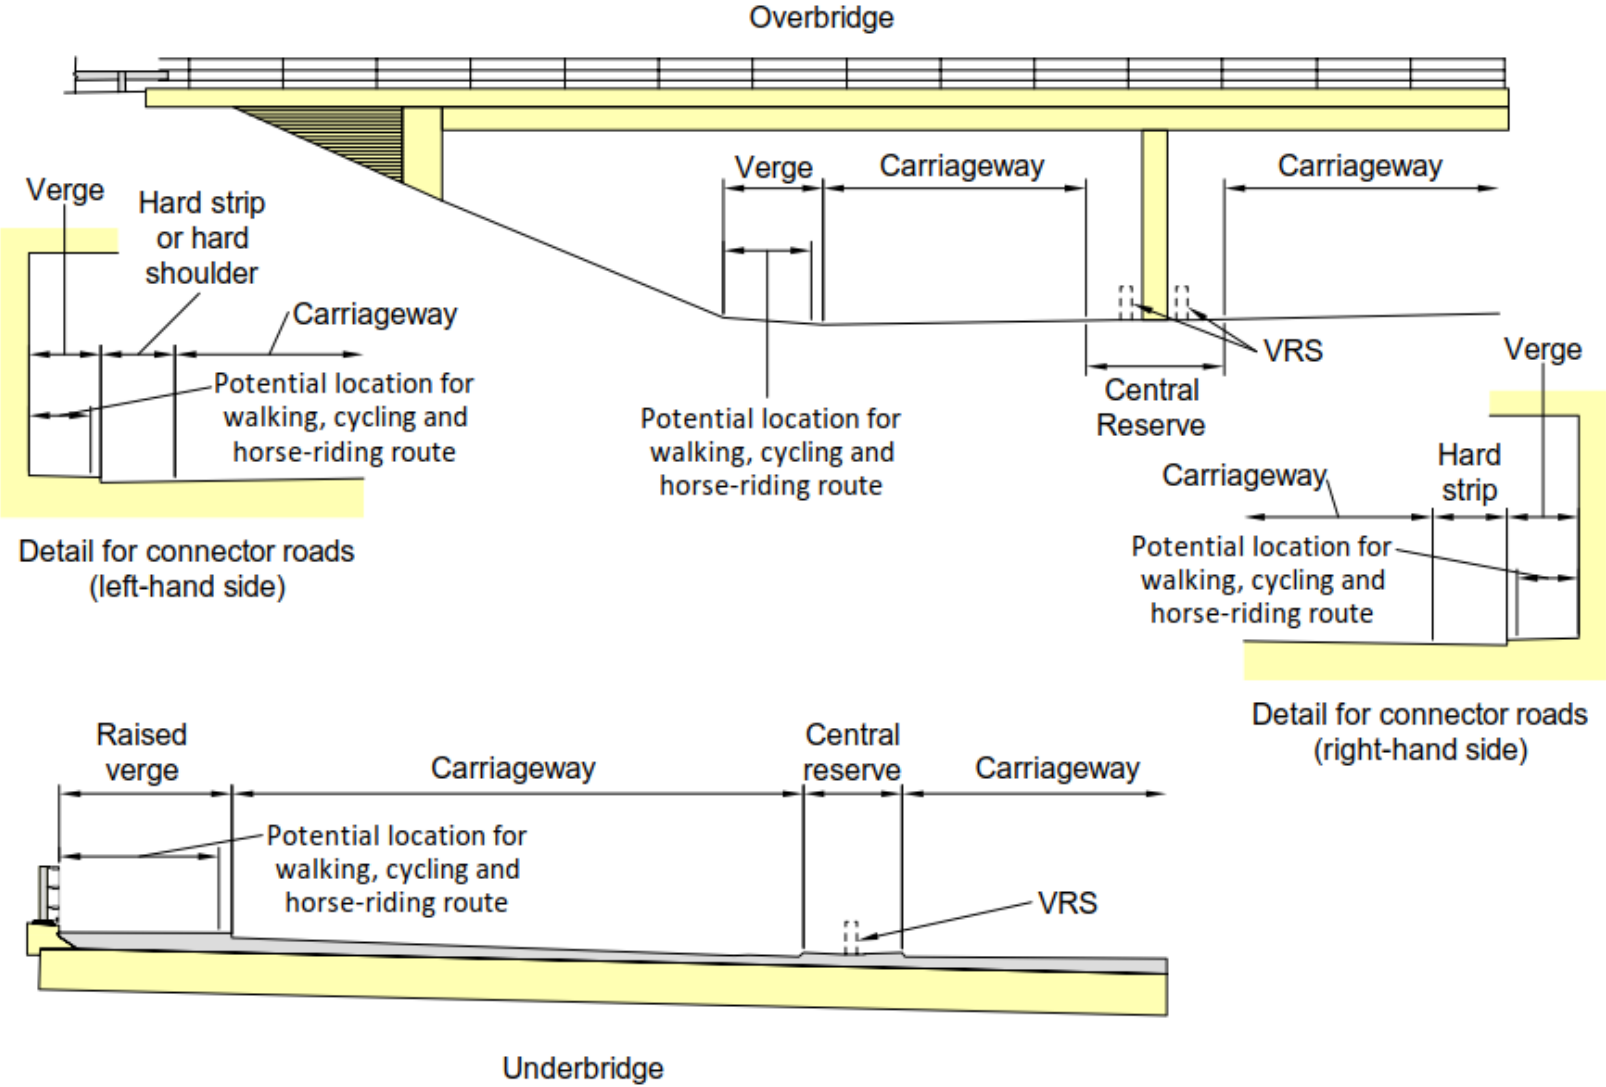 Overbridge
Verge
Carriageway
Carriageway
Verge
Hard strip
or hard
shoulder
Carriageway
VRS
Verge
Potential location for
walking, cycling and
horse-riding route
Central
Reserve
Potential location for
walking, cycling and
horse-riding route
Carriageway
Hard
strip
Detail for connector roads
(left-hand side)
Potential location for
walking, cycling and
horse-riding route
Detail for connector roads
(right-hand side)
Raised
verge
Carriageway
Central
reserve
Carriageway
Potential location for
walking, cycling and
horse-riding route
VRS
Underbridge